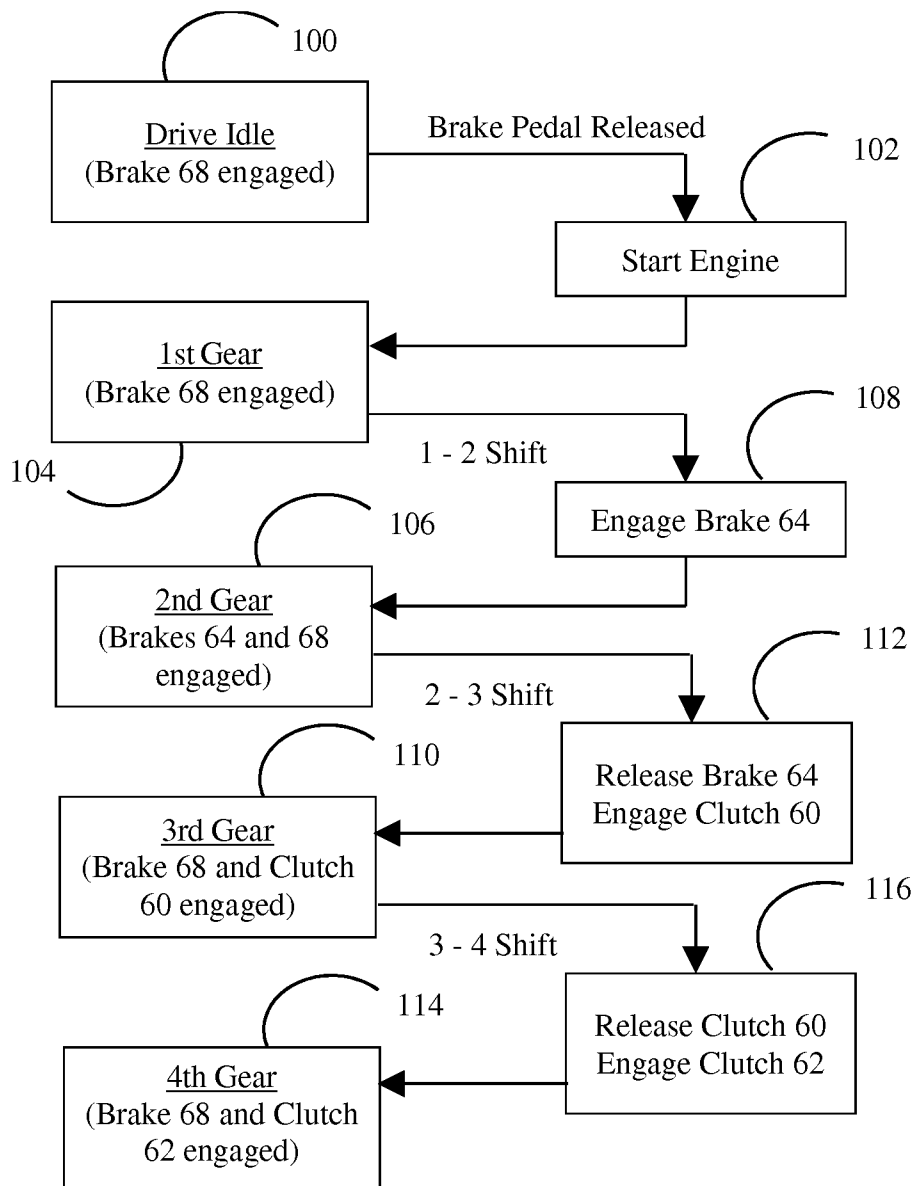 100
Drive Idle
(Brake 68 engaged)
Brake Pedal Released
102
Start Engine
1st Gear
(Brake 68 engaged)
104
1 - 2 Shift
108
Engage Brake 64
106
2nd Gear
(Brakes 64 and 68
engaged)
2 - 3 Shift
112
Release Brake 64
Engage Clutch 60
110
3rd Gear
(Brake 68 and Clutch
60 engaged)
3 - 4 Shift
116
Release Clutch 60
Engage Clutch 62
114
4th Gear
(Brake 68 and Clutch
62 engaged)